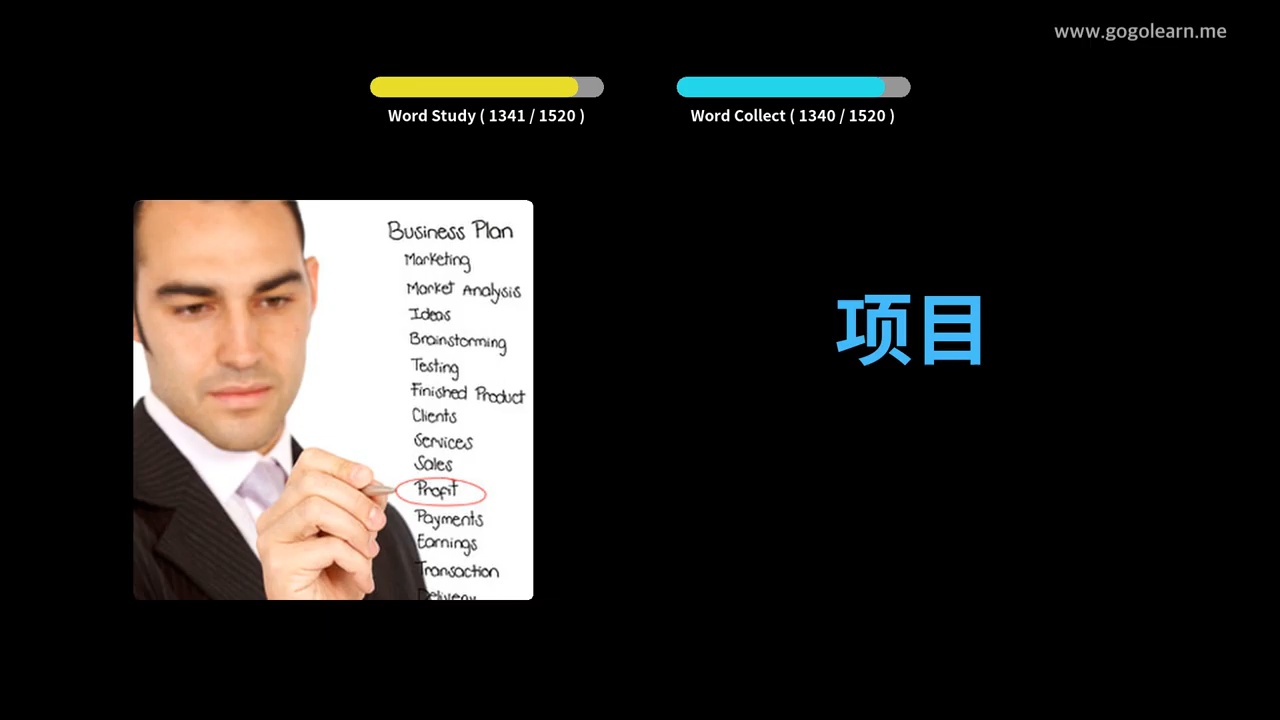 www.gogolearn.me
Word Study ( 1341 / 1520 )
Word Collect ( 1340 / 1520 )
Business Plan
Marketing
Market Analysis
Ideas
Brainstorming
Testing
Finished Product
Clients
Services
Sales
Profit
Payments
Earnings
Transaction
Delivery
项目